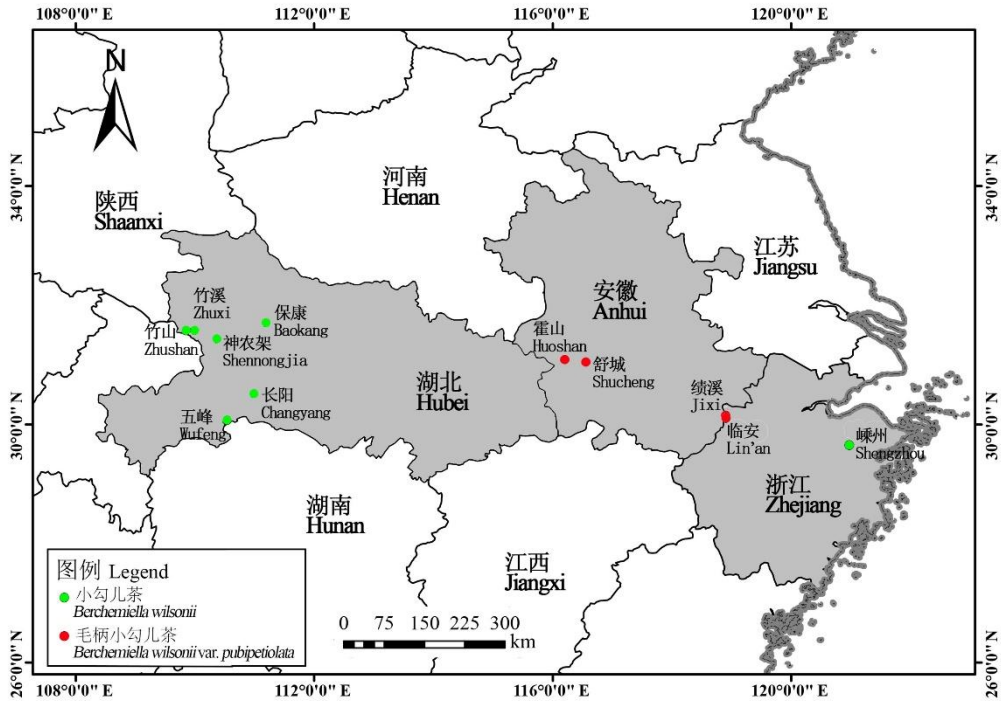 108°0'0" E
112°0'0" E
116°0'0" E
120°0'0" E
N
34°0'0" N
34°0'0" N
陕西
Shaanxi
河南
Henan
江苏
Jiangsu
安徽
Anhui
竹溪
Zhuxi
保康
Baokang
竹山
Zhushan
神农架
Shennongjia
霍山
Huoshan
舒城
Shucheng
湖北
Hubei
长阳
Changyang
五峰
Wufeng
绩溪
Jixi
临安
Lin'an
嵊州
Shengzhou
30°0'0" N
30°0'0" N
浙江
Zhejiang
湖南
Hunan
江西
Jiangxi
图例 Legend
小勾儿茶
Berchemiella wilsonii
毛柄小勾儿茶
Berchemiella wilsonii var. pubipetiolata
0 75 150 225 300
km
26°0'0" N
26°0'0" N
108°0'0" E
112°0'0" E
116°0'0" E
120°0'0" E